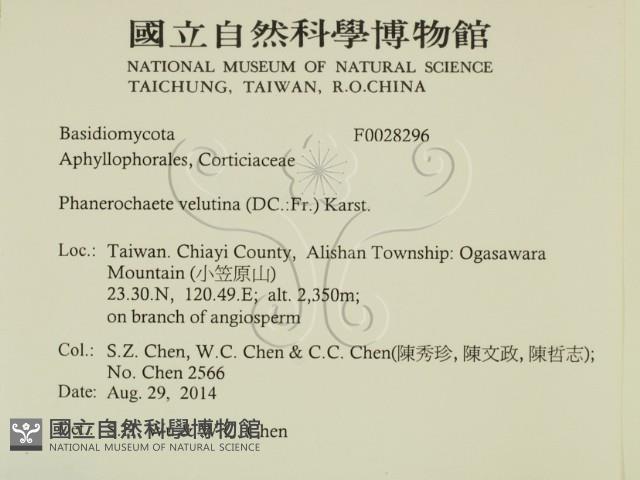 國立自然科學博物館
NATIONAL MUSEUM OF NATURAL SCIENCE
TAICHUNG, TAIWAN, R.O.CHINA
Basidiomycota F0028296
Aphyllophorales, Corticiaceae
Phanerochaete velutina (DC.:Fr.) Karst.
Loc.: Taiwan. Chiayi County, Alishan Township: Ogasawara
Mountain (小笠原山)
23.30.N, 120.49.E; alt. 2,350m;
on branch of angiosperm
Col.: S.Z. Chen, W.C. Chen & C.C. Chen(陳秀珍, 陳文政, 陳哲志);
No. Chen 2566
Date: Aug. 29, 2014
Chen
國立自然科學博物館
NATIONAL MUSEUM OF NATURAL SCIENCE